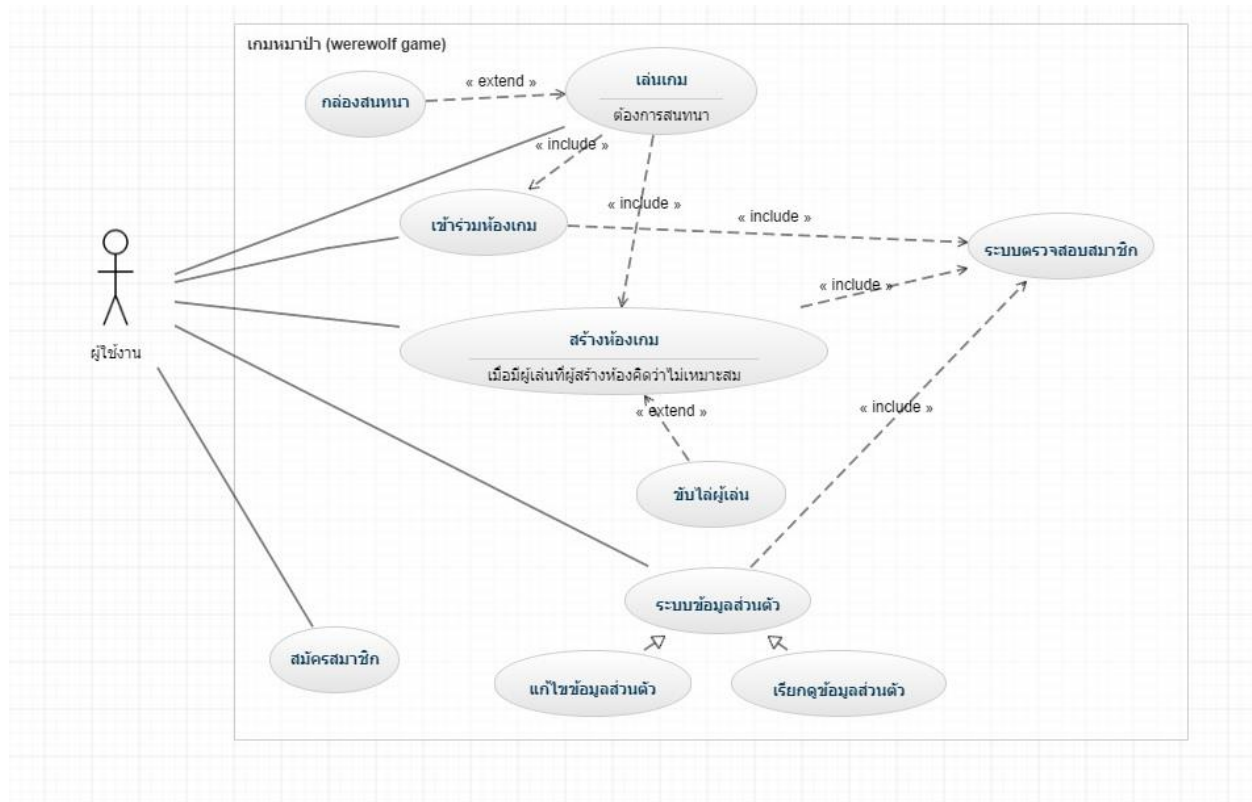 เกมหมาป่า (werewolf game)
« extend »
เล่นเกม
กล่องสนทนา
ต้องการสนทนา
« include »
« include »
« include »
เข้าร่วมห้องเกม
ระบบตรวจสอบสมาชิก
« include »
ผู้ใช้งาน
สร้างห้องเกม
เมื่อมีผู้เล่นที่ผู้สร้างห้องคิดว่าไม่เหมาะสม
« extend »
« include »
ขับไล่ผู้เล่น
ระบบข้อมูลส่วนตัว
สมัครสมาชิก
แก้ไขข้อมูลส่วนตัว
เรียกดูข้อมูลส่วนตัว